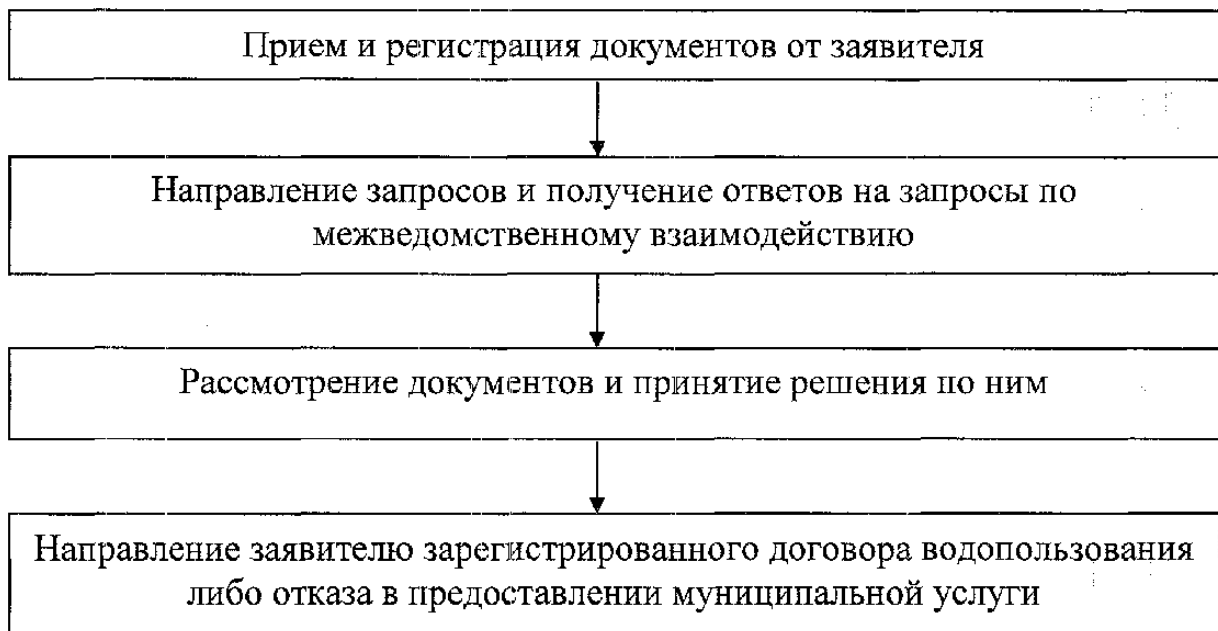 Прием и регистрация документов от заявителя
Направление запросов и получение ответов на запросы по
межведомственному взаимодействию
Рассмотрение документов и принятие решения по ним
Направление заявителю зарегистрированного договора водопользования
либо отказа в предоставлении муниципальной услуги